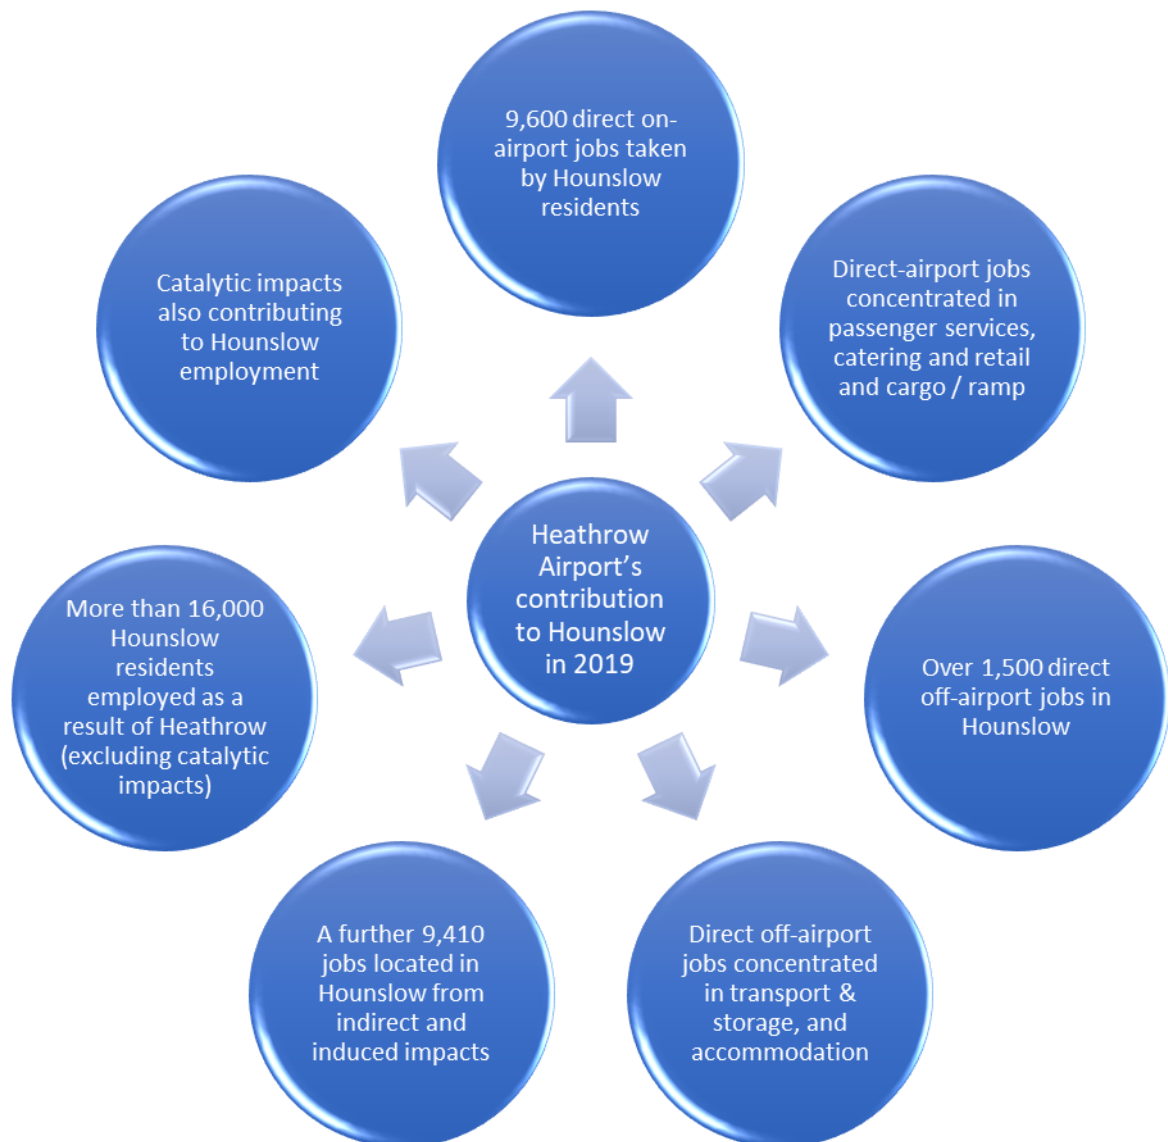 9,600 direct on-
airport jobs taken
by Hounslow
residents
Direct-airport jobs
concentrated in
passenger services,
catering and retail
and cargo / ramp
Over 1,500 direct
off-airport jobs in
Hounslow
Direct off-airport
jobs concentrated
in transport &
storage, and
accommodation
A further 9,410
jobs located in
Hounslow from
indirect and
induced impacts
More than 16,000
Hounslow
residents
employed as a
result of Heathrow
(excluding catalytic
impacts)
Catalytic impacts
also contributing
to Hounslow
employment
Heathrow
Airport’s
contribution
to Hounslow
in 2019